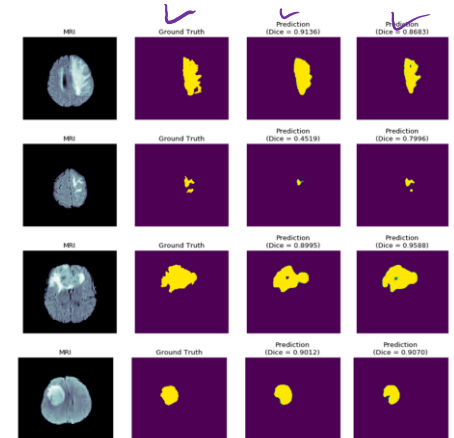 MRI
Ground Truth
Prediction
(Dice = 0.9136)
Prediction
(Dice = 0.8683)
MRI
Ground Truth
Prediction
(Dice = 0.4519)
Prediction
(Dice = 0.7996)
MRI
Ground Truth
Prediction
(Dice = 0.8995)
Prediction
(Dice = 0.9588)
MRI
Ground Truth
Prediction
(Dice = 0.9012)
Prediction
(Dice = 0.9070)